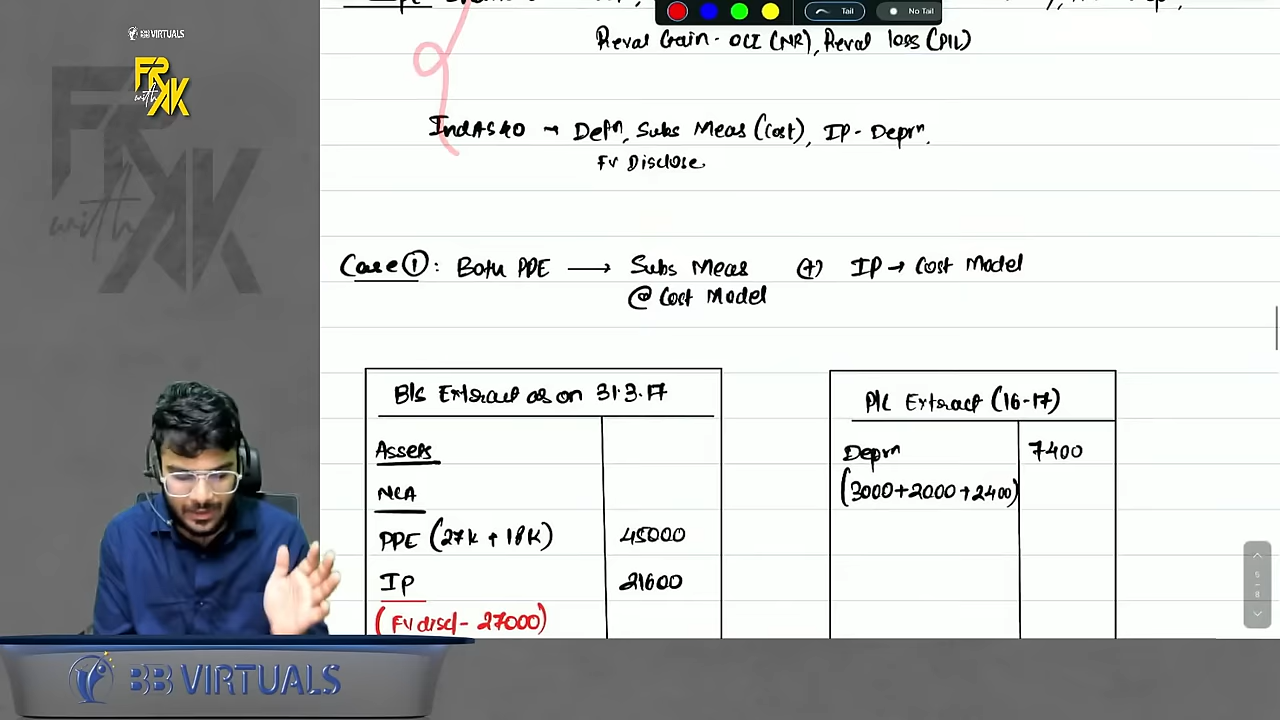 BB VIRTUALS
FR
with
AK
Tail
No Tail
Reval Gain - OCI (NR), Reval loss (P/L)
Ind AS 40 → Defn, Subs Meas (Cost), IP - Deprn.
FV Disclose
Case ①: Both PPE → Subs Meas (+) IP → Cost Model
@ Cost Model
B/s Extract as on 31.3.17
Assets
NCA
PPE (27K + 18K) 45000
IP 21600
(FV discl - 27000)
P/L Extract (16-17)
Deprn 7400
(3000+2000+2400)
BB VIRTUALS